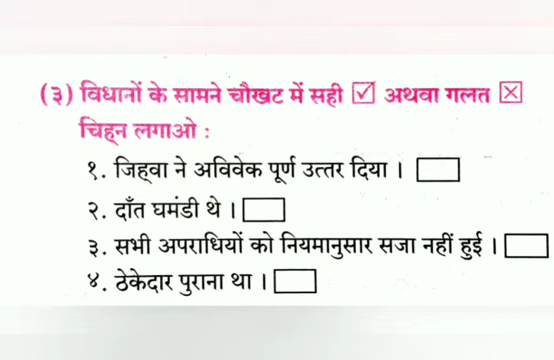 (३) विधानों के सामने चौखट में सही ☑ अथवा गलत ☒
चिह्न लगाओ :
१. जिह्वा ने अविवेक पूर्ण उत्तर दिया ।
२. दाँत घमंडी थे ।
३. सभी अपराधियों को नियमानुसार सजा नहीं हुई ।
४. ठेकेदार पुराना था ।